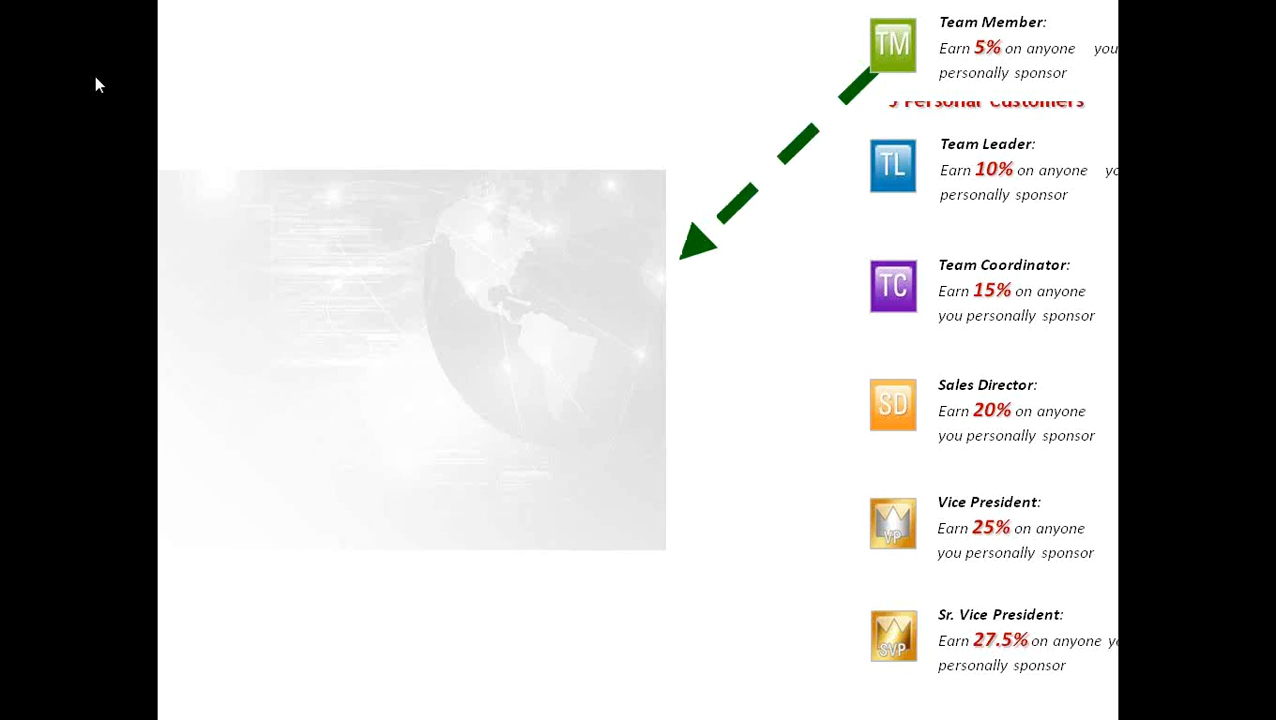 TM
Team Member:
Earn 5% on anyone you
personally sponsor
Personal Customers
TL
Team Leader:
Earn 10% on anyone
personally sponsor
TC
Team Coordinator:
Earn 15% on anyone
you personally sponsor
SD
Sales Director:
Earn 20% on anyone
you personally sponsor
VP
Vice President:
Earn 25% on anyone
you personally sponsor
SVP
Sr. Vice President:
Earn 27.5% on anyone
personally sponsor